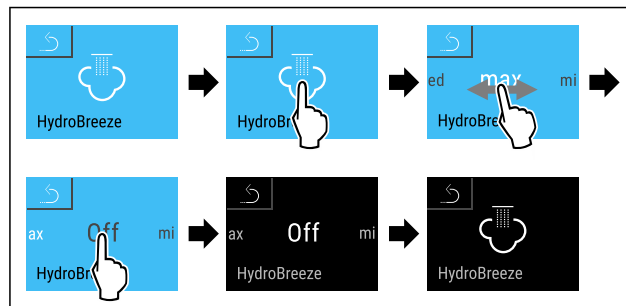 HydroBreeze
HydroBr
ed max mi
HydroBre
ax Off mi
HydroBr
ax Off mi
HydroBreeze
HydroBreeze